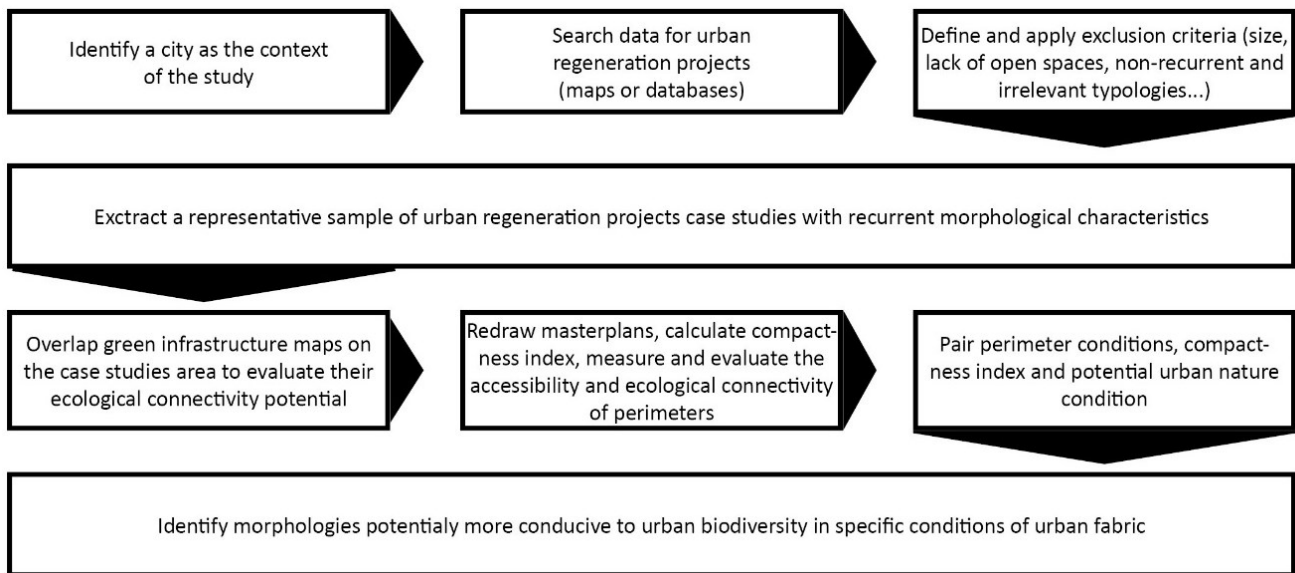 Identify a city as the context
of the study
Search data for urban
regeneration projects
(maps or databases)
Define and apply exclusion criteria (size,
lack of open spaces, non-recurrent and
irrelevant typologies...)
Exctract a representative sample of urban regeneration projects case studies with recurrent morphological characteristics
Overlap green infrastructure maps on
the case studies area to evaluate their
ecological connectivity potential
Redraw masterplans, calculate compact-
ness index, measure and evaluate the
accessibility and ecological connectivity
of perimeters
Pair perimeter conditions, compact-
ness index and potential urban nature
condition
Identify morphologies potentialy more conducive to urban biodiversity in specific conditions of urban fabric